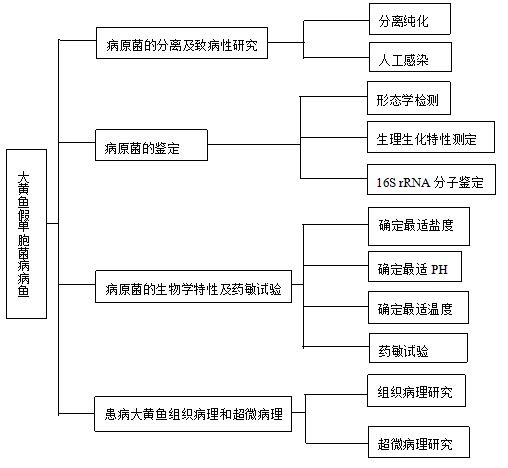 分离纯化
病原菌的分离及致病性研究
人工感染
形态学检测
病原菌的鉴定
生理生化特性测定
16S rRNA 分子鉴定
大黄鱼假单胞菌病病鱼
确定最适盐度
确定最适 PH
病原菌的生物学特性及药敏试验
确定最适温度
药敏试验
组织病理研究
患病大黄鱼组织病理和超微病理
超微病理研究